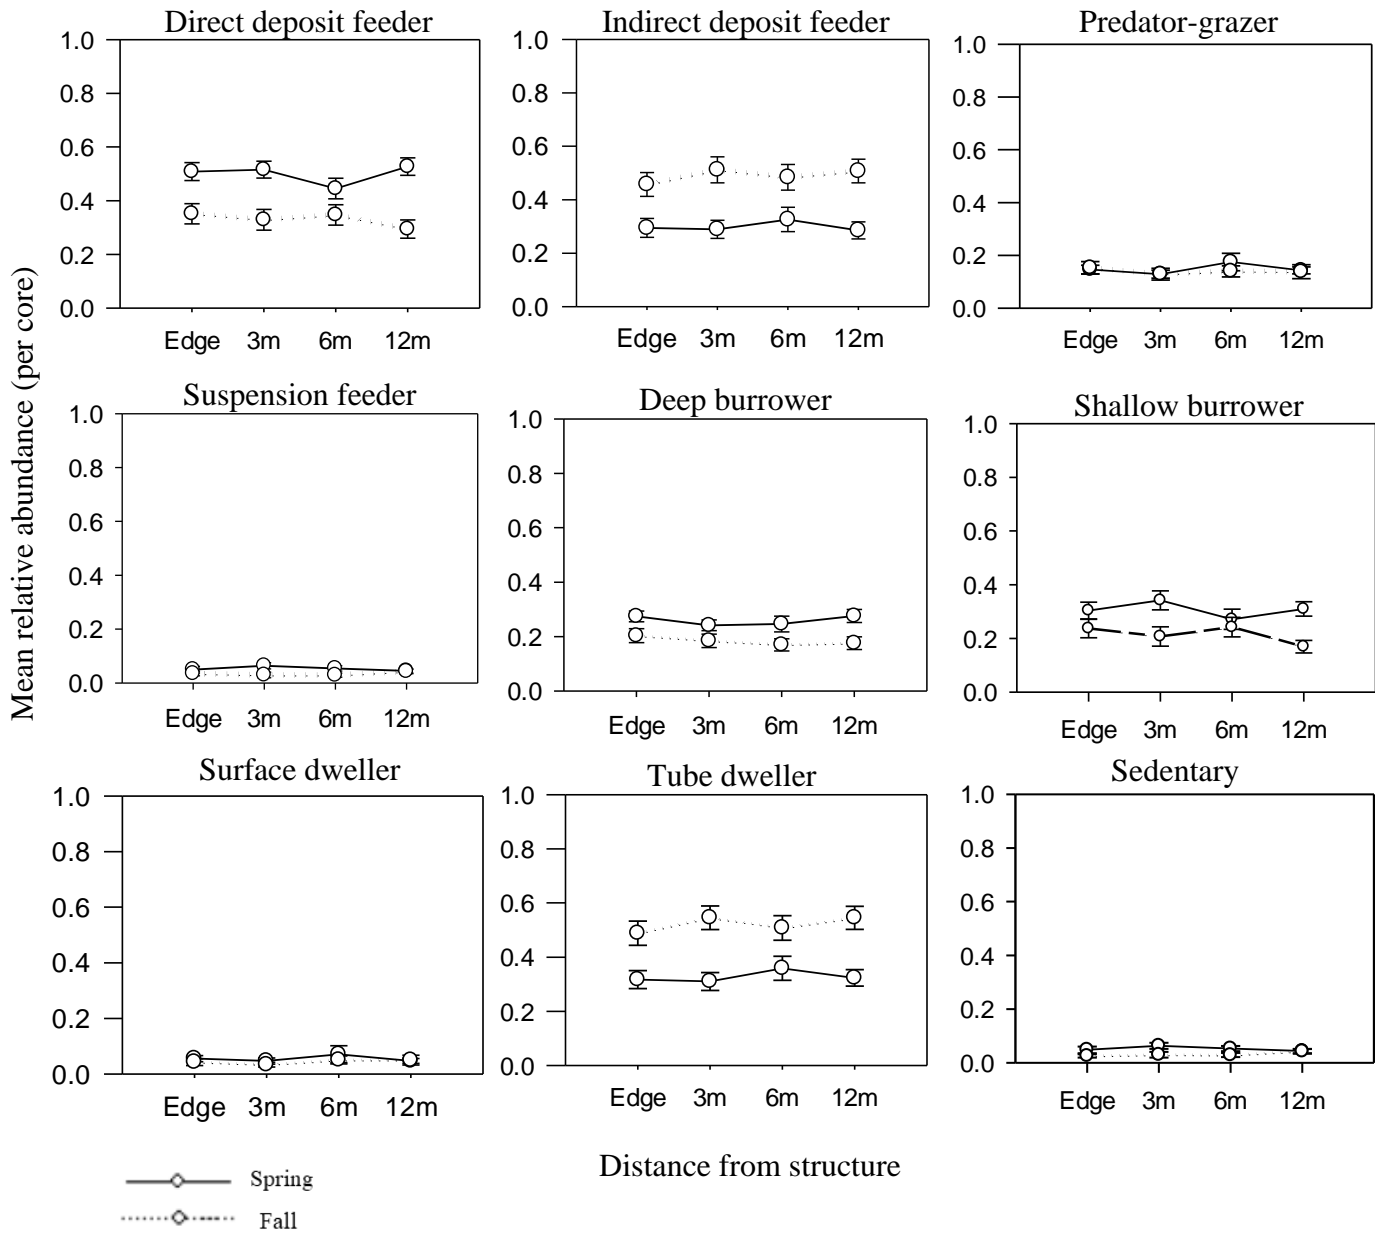 Direct deposit feeder
Indirect deposit feeder
Predator-grazer
1.0
0.8
0.6
0.4
0.2
0.0
Edge 3m 6m 12m
1.0
0.8
0.6
0.4
0.2
0.0
Edge 3m 6m 12m
1.0
0.8
0.6
0.4
0.2
0.0
Edge 3m 6m 12m
Mean relative abundance (per core)
Suspension feeder
Deep burrower
Shallow burrower
1.0
0.8
0.6
0.4
0.2
0.0
Edge 3m 6m 12m
1.0
0.8
0.6
0.4
0.2
0.0
Edge 3m 6m 12m
1.0
0.8
0.6
0.4
0.2
0.0
Edge 3m 6m 12m
Surface dweller
Tube dweller
Sedentary
1.0
0.8
0.6
0.4
0.2
0.0
Edge 3m 6m 12m
1.0
0.8
0.6
0.4
0.2
0.0
Edge 3m 6m 12m
1.0
0.8
0.6
0.4
0.2
0.0
Edge 3m 6m 12m
Distance from structure
Spring
Fall